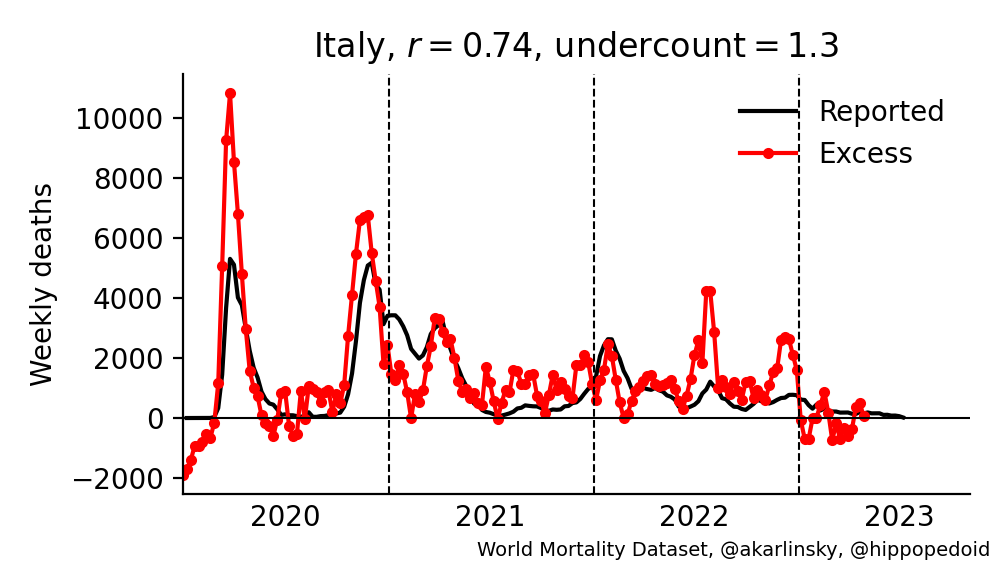 Italy, r = 0.74, undercount = 1.3
Weekly deaths
10000
8000
6000
4000
2000
0
−2000
Reported
Excess
2020 2021 2022 2023
World Mortality Dataset, @akarlinsky, @hippopedoid